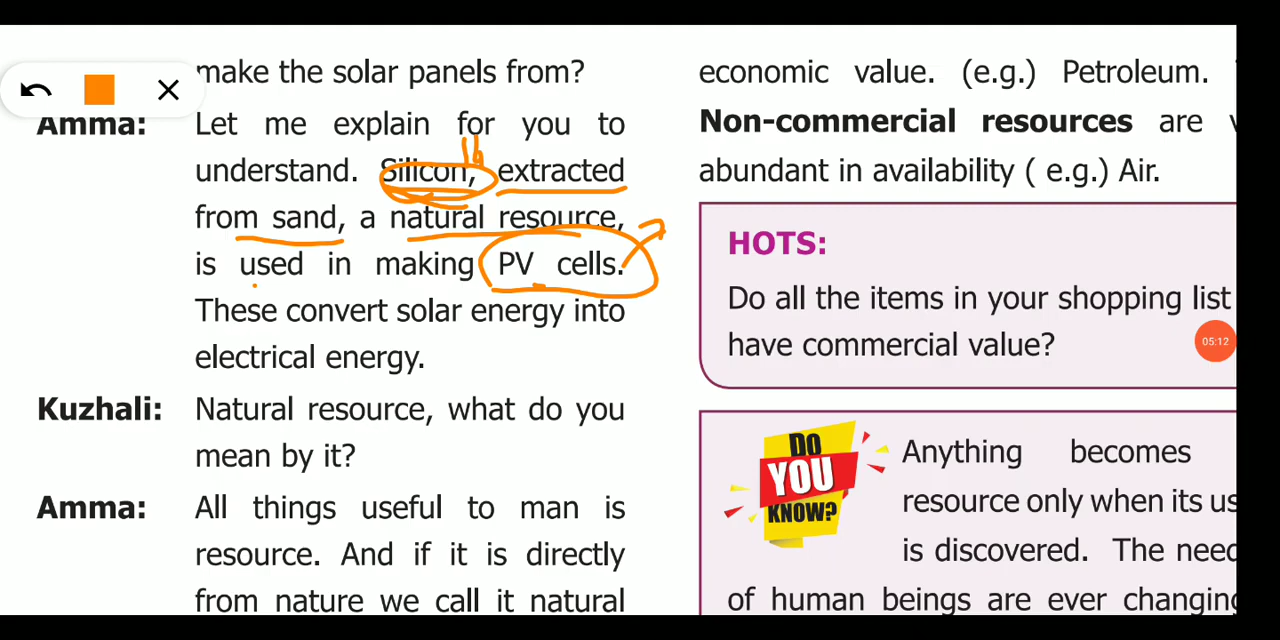 make the solar panels from?
Amma: Let me explain for you to
understand. Silicon, extracted
from sand, a natural resource,
is used in making PV cells.
These convert solar energy into
electrical energy.
Kuzhali: Natural resource, what do you
mean by it?
Amma: All things useful to man is
resource. And if it is directly
from nature we call it natural
economic value. (e.g.) Petroleum.
Non-commercial resources are
abundant in availability ( e.g.) Air.
HOTS:
Do all the items in your shopping list
have commercial value?
05:12
DO
YOU
KNOW?
Anything becomes
resource only when its
is discovered. The
of human beings are ever